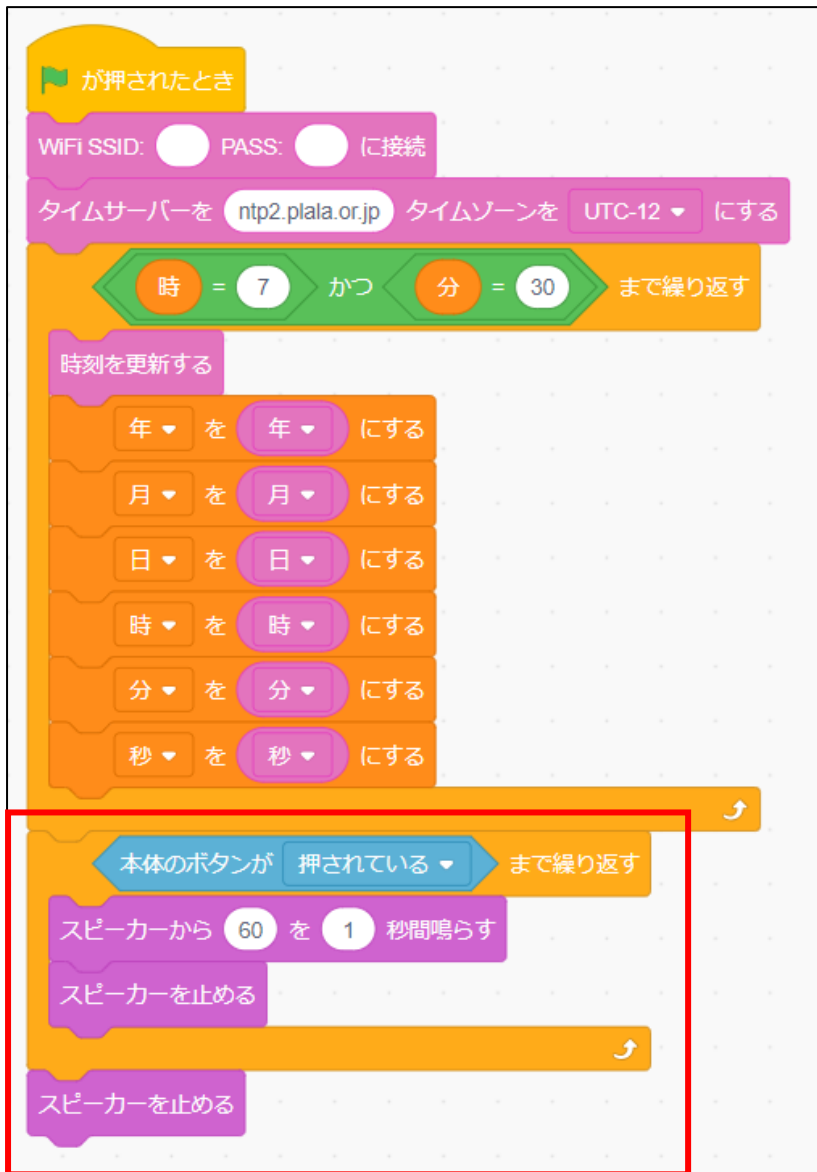 が押されたとき
WiFi SSID: PASS: に接続
タイムサーバーを ntp2.plala.or.jp タイムゾーンを UTC-12 にする
時 = 7 かつ 分 = 30 まで繰り返す
時刻を更新する
年 を 年 にする
月 を 月 にする
日 を 日 にする
時 を 時 にする
分 を 分 にする
秒 を 秒 にする
本体のボタンが 押されている まで繰り返す
スピーカーから 60 を 1 秒間鳴らす
スピーカーを止める
スピーカーを止める